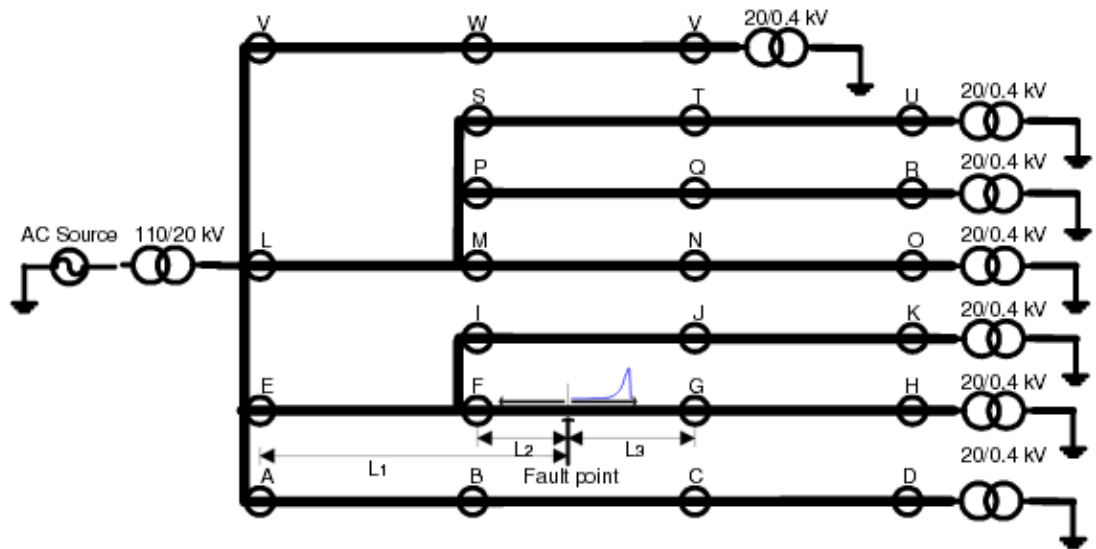 V W V 20/0.4 kV
S T U 20/0.4 kV
P Q R 20/0.4 kV
AC Source 110/20 kV L M N O 20/0.4 kV
I J K 20/0.4 kV
E F G H 20/0.4 kV
L1 L2 L3
Fault point
A B C D 20/0.4 kV